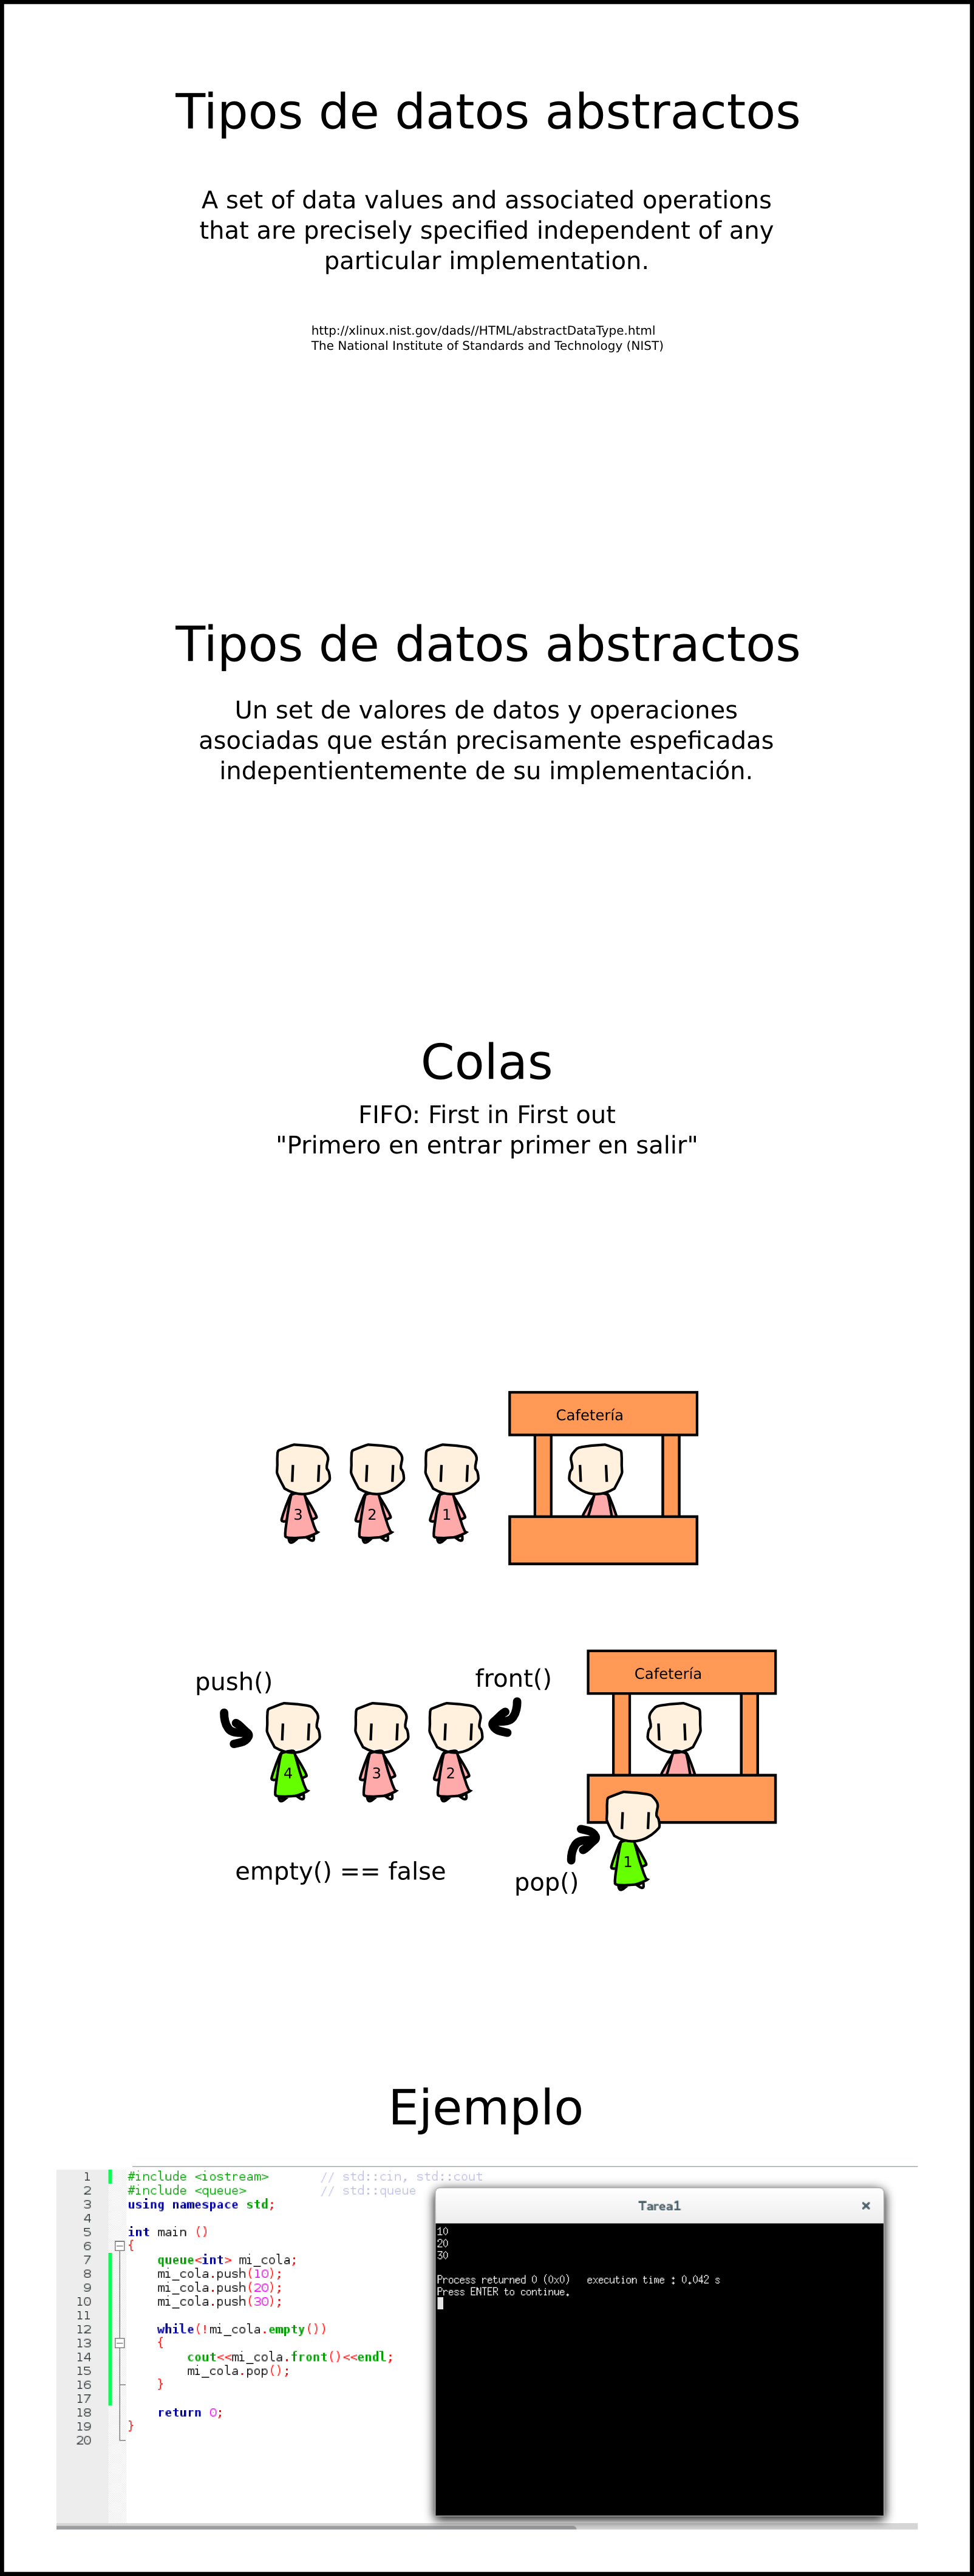 Tipos de datos abstractos
A set of data values and associated operations
that are precisely specified independent of any
particular implementation.
http://xlinux.nist.gov/dads//HTML/abstractDataType.html
The National Institute of Standards and Technology (NIST)
Tipos de datos abstractos
Un set de valores de datos y operaciones
asociadas que están precisamente espeficadas
indepentientemente de su implementación.
Colas
FIFO: First in First out
"Primero en entrar primer en salir"
Cafetería
3 2 1
Cafetería
push()
front()
4 3 2
1
empty() == false
pop()
Ejemplo
1 #include <iostream> // std::cin, std::cout
2 #include <queue> // std::queue
3 using namespace std;
4
5 int main ()
6 {
7 queue<int> mi_cola;
8 mi_cola.push(10);
9 mi_cola.push(20);
10 mi_cola.push(30);
11
12 while(!mi_cola.empty())
13 {
14 cout<<mi_cola.front()<<endl;
15 mi_cola.pop();
16 }
17
18 return 0;
19 }
20
Tarea1 ×
10
20
30
Process returned 0 (0x0) execution time : 0.042 s
Press ENTER to continue.